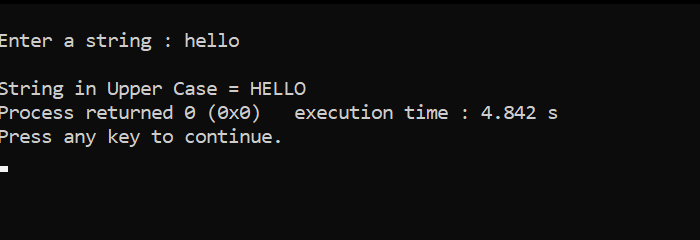 Enter a string : hello
String in Upper Case = HELLO
Process returned 0 (0x0)   execution time : 4.842 s
Press any key to continue.